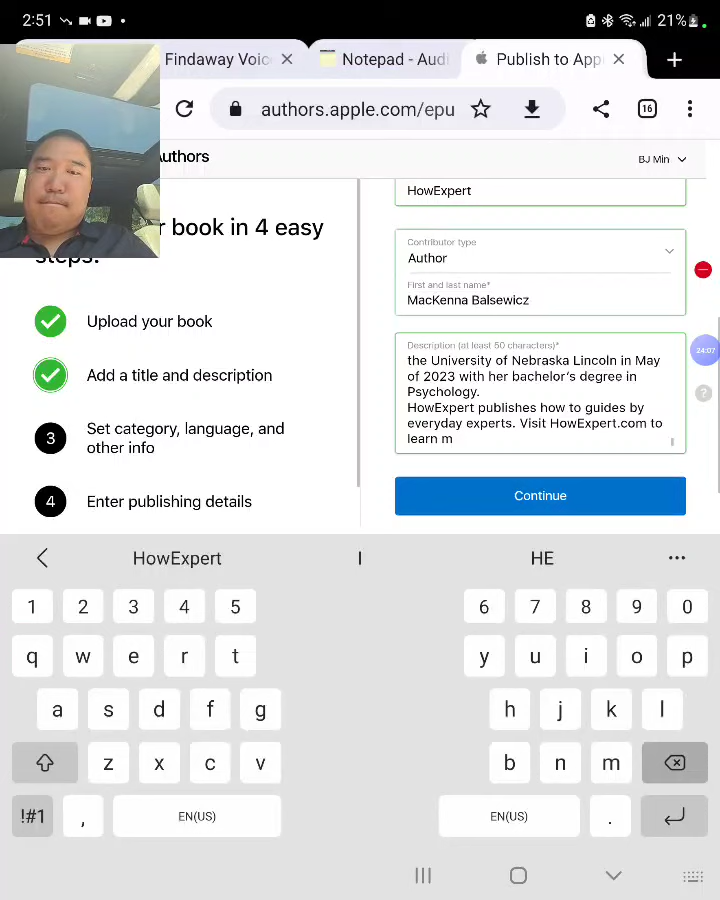 2:51
21%
Findaway Voic
Notepad - Audi
Publish to App
authors.apple.com/epu
16
uthors
BJ Min
r book in 4 easy
steps:
Upload your book
Add a title and description
3
Set category, language, and
other info
4
Enter publishing details
HowExpert
Contributor type
Author
First and last name*
MacKenna Balsewicz
Description (at least 50 characters)*
the University of Nebraska Lincoln in May
of 2023 with her bachelor's degree in
Psychology.
HowExpert publishes how to guides by
everyday experts. Visit HowExpert.com to
learn m
24:07
?
Continue
HowExpert
I
HE
1 2 3 4 5 6 7 8 9 0
q w e r t y u i o p
a s d f g h j k l
z x c v b n m
!#1 , EN(US) EN(US) .